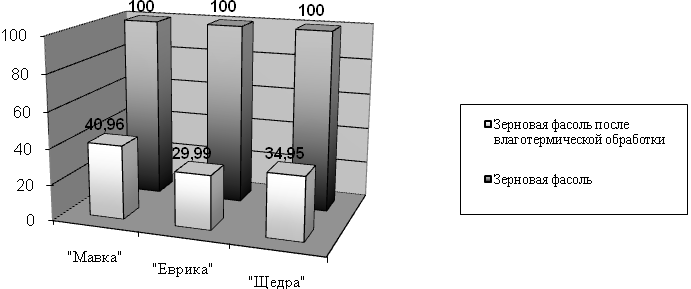 100
100
100
100
80
60
40
20
0
40,96
29,99
34,95
"Мавка"
"Еврика"
"Щедра"
Зерновая фасоль после
влаготермической обработки
Зерновая фасоль